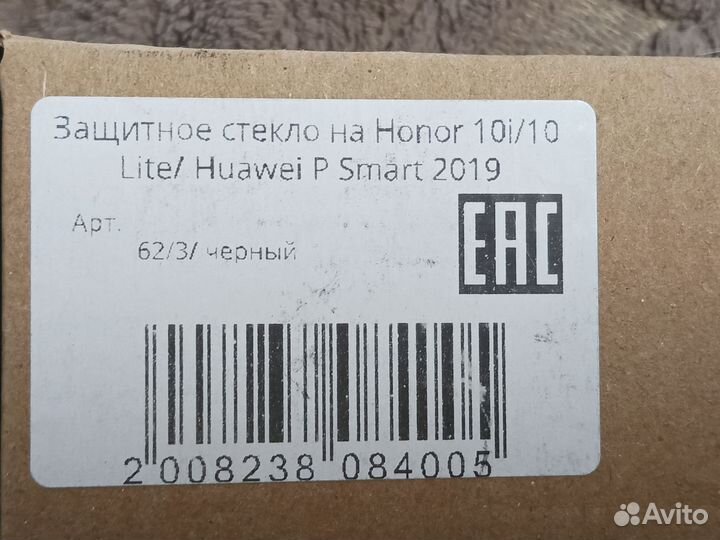 Защитное стекло на Honor 10i/10
Lite/ Huawei P Smart 2019
Арт.
62/3/ черный
EAC
2 008238 084005
Avito